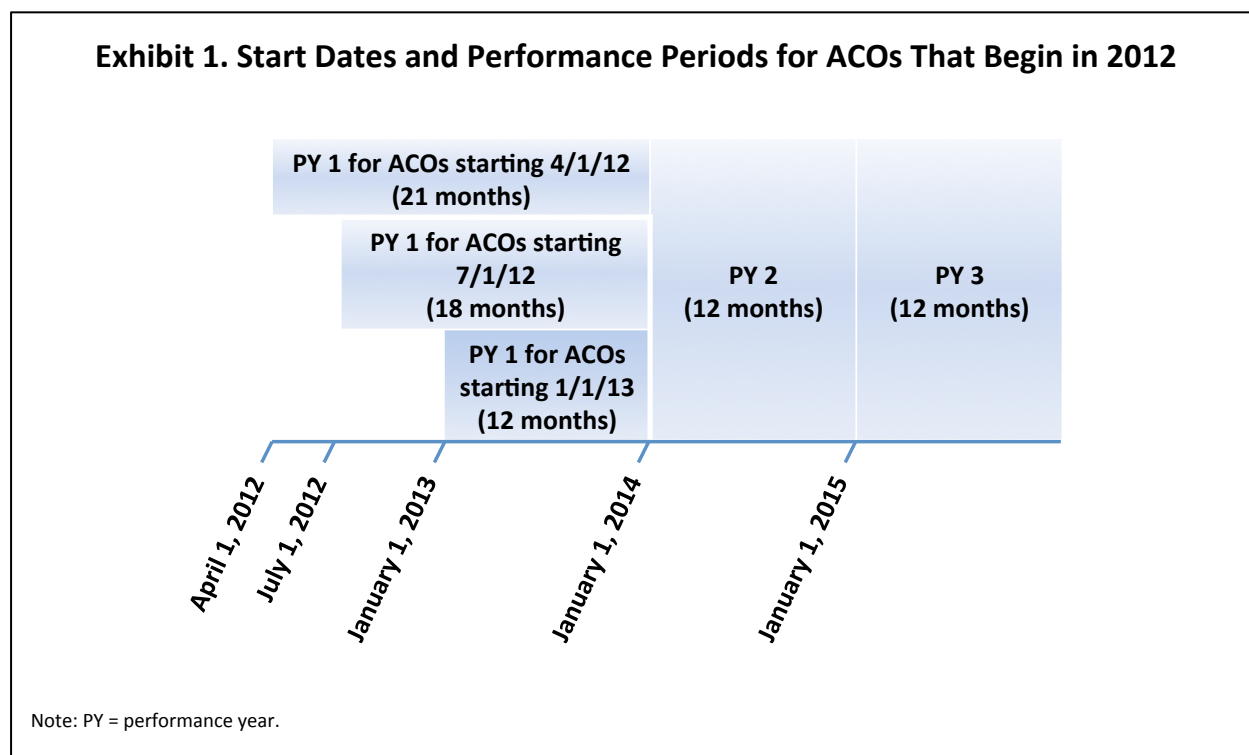 Exhibit 1. Start Dates and Performance Periods for ACOs That Begin in 2012
PY 1 for ACOs starting 4/1/12
(21 months)
PY 1 for ACOs starting
7/1/12
(18 months)
PY 1 for ACOs
starting 1/1/13
(12 months)
PY 2
(12 months)
PY 3
(12 months)
April 1, 2012
July 1, 2012
January 1, 2013
January 1, 2014
January 1, 2015
Note: PY = performance year.